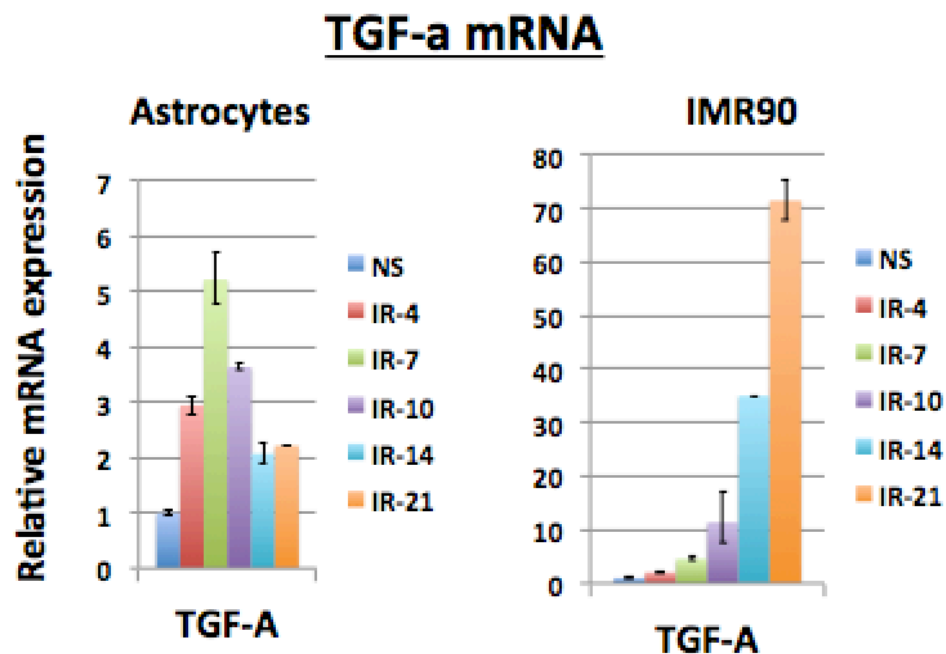 TGF-a mRNA
Astrocytes
Relative mRNA expression
7
6
5
4
3
2
1
0
TGF-A
NS
IR-4
IR-7
IR-10
IR-14
IR-21
IMR90
80
70
60
50
40
30
20
10
0
TGF-A
NS
IR-4
IR-7
IR-10
IR-14
IR-21